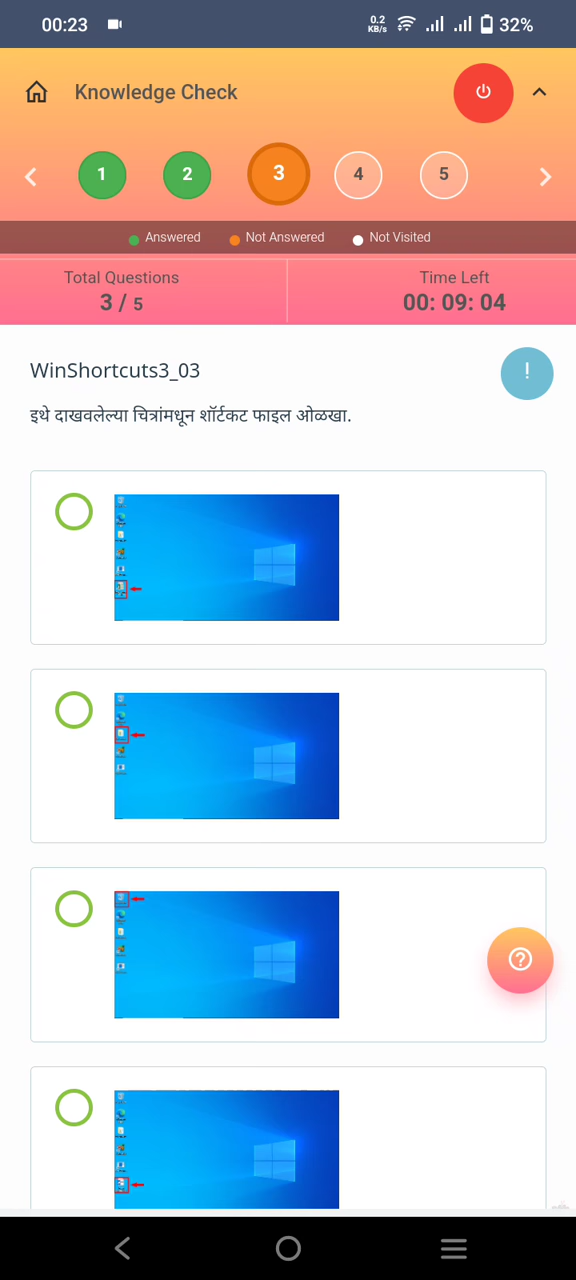 00:23
0.2
KB/s
32%
Knowledge Check
1
2
3
4
5
Answered
Not Answered
Not Visited
Total Questions
3 / 5
Time Left
00: 09: 04
WinShortcuts3_03
!
इथे दाखवलेल्या चित्रांमधून शॉर्टकट फाइल ओळखा.
?